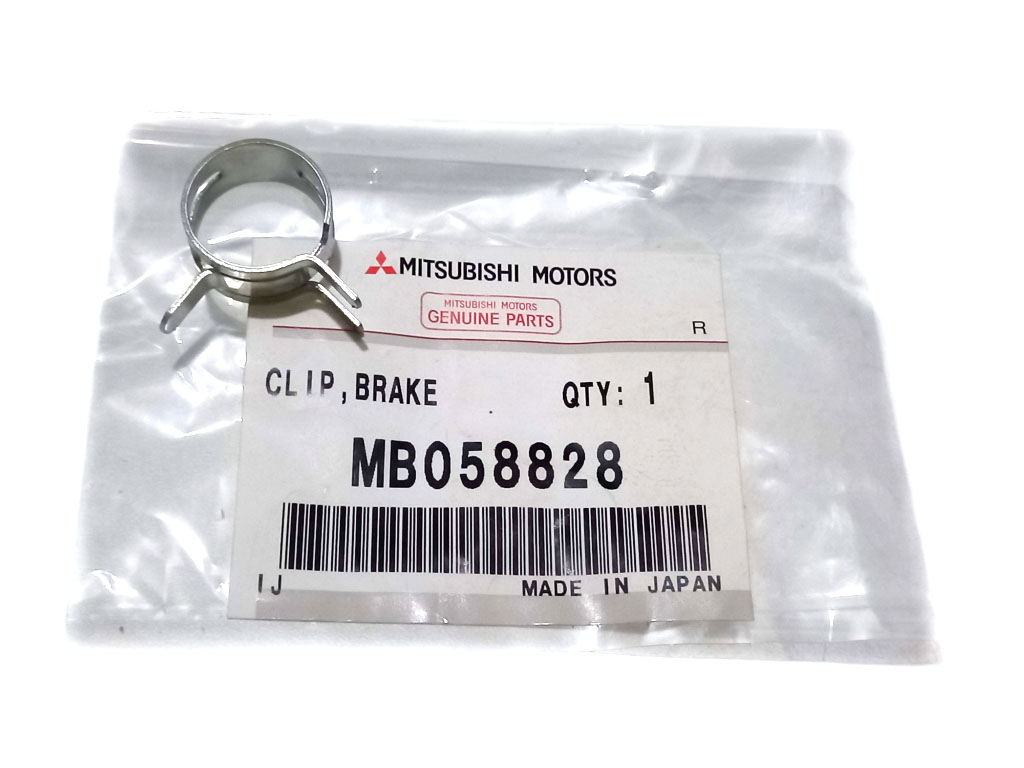 MITSUBISHI MOTORS
MITSUBISHI MOTORS
GENUINE PARTS
R
CLIP,BRAKE QTY: 1
MB058828
IJ MADE IN JAPAN